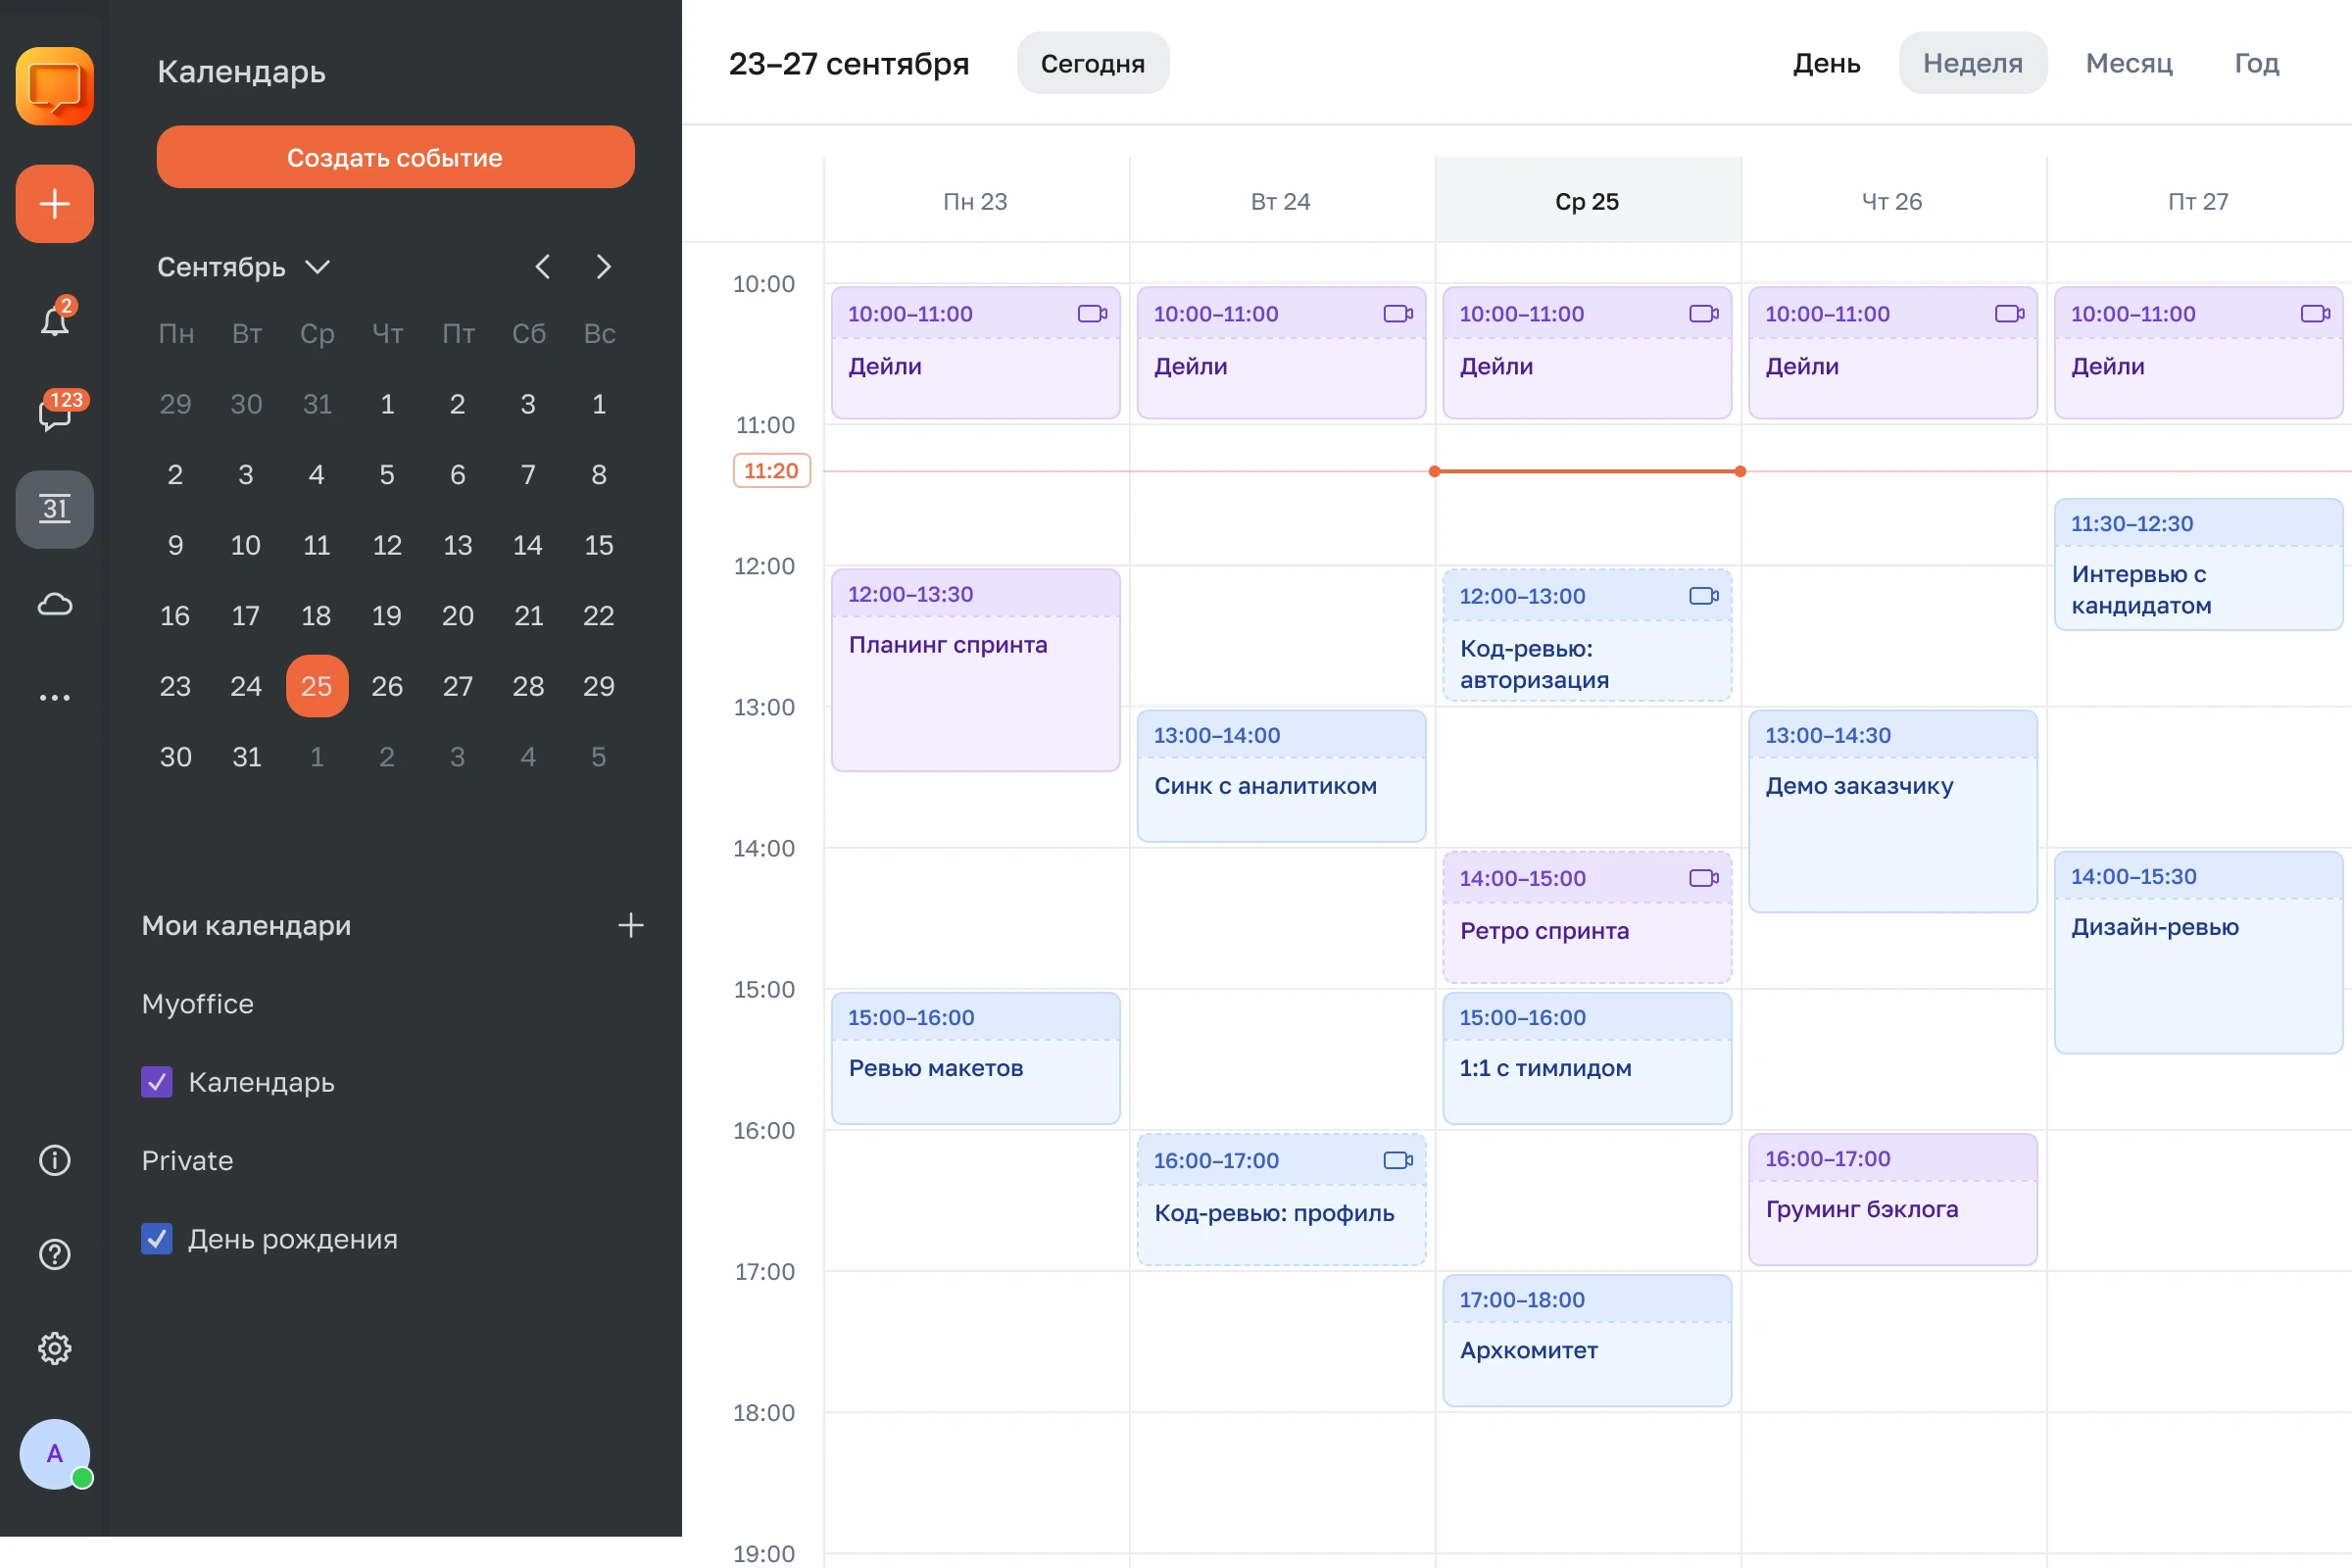 2
123
31
A
Календарь
Создать событие
Сентябрь
Пн Вт Ср Чт Пт Сб Вс
29 30 31 1 2 3 1
2 3 4 5 6 7 8
9 10 11 12 13 14 15
16 17 18 19 20 21 22
23 24 25 26 27 28 29
30 31 1 2 3 4 5
Мои календари
Myoffice
Календарь
Private
День рождения
23–27 сентября
Сегодня
День Неделя Месяц Год
Пн 23 Вт 24 Ср 25 Чт 26 Пт 27
10:00
11:00
11:20
12:00
13:00
14:00
15:00
16:00
17:00
18:00
19:00
10:00–11:00
Дейли
12:00–13:30
Планинг спринта
15:00–16:00
Ревью макетов
10:00–11:00
Дейли
13:00–14:00
Синк с аналитиком
16:00–17:00
Код-ревью: профиль
10:00–11:00
Дейли
12:00–13:00
Код-ревью:
авторизация
14:00–15:00
Ретро спринта
15:00–16:00
1:1 с тимлидом
17:00–18:00
Архкомитет
10:00–11:00
Дейли
13:00–14:30
Демо заказчику
16:00–17:00
Груминг бэклога
10:00–11:00
Дейли
11:30–12:30
Интервью с
кандидатом
14:00–15:30
Дизайн-ревью